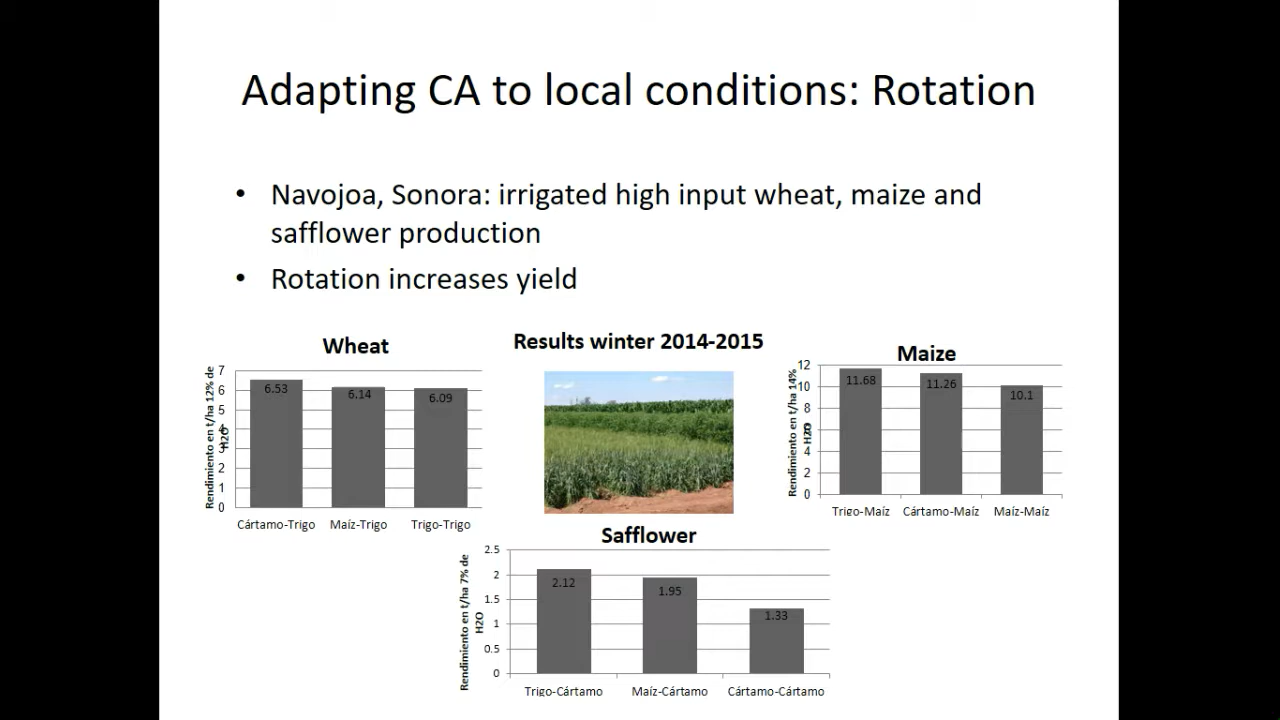 Adapting CA to local conditions: Rotation
• Navojoa, Sonora: irrigated high input wheat, maize and
safflower production
• Rotation increases yield
Results winter 2014-2015
Wheat
Rendimiento en t/ha 12% de
H2O
7
6
5
4
3
2
1
0
6.53
6.14
6.09
Cártamo-Trigo
Maíz-Trigo
Trigo-Trigo
Maize
Rendimiento en t/ha 14%
H2O
12
10
8
6
4
2
0
11.68
11.26
10.1
Trigo-Maíz
Cártamo-Maíz
Maíz-Maíz
Safflower
Rendimiento en t/ha 7% de
H2O
2.5
2
1.5
1
0.5
0
2.12
1.95
1.33
Trigo-Cártamo
Maíz-Cártamo
Cártamo-Cártamo